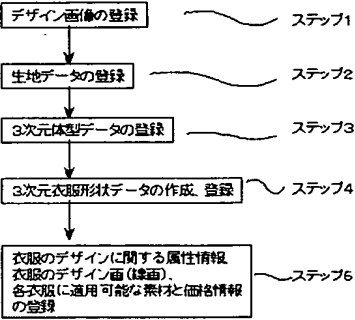 デザイン画像の登録
ステップ1
生地データの登録
ステップ2
3次元体型データの登録
ステップ3
3次元衣服形状データの作成、登録
ステップ4
衣服のデザインに関する属性情報
衣服のデザイン画(線画)、
各衣服に適用可能な素材と価格情報
の登録
ステップ5